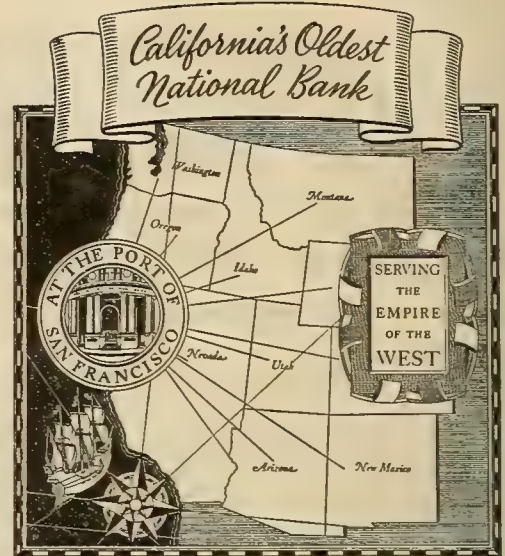 California's Oldest
National Bank
Washington
Montana
Oregon
Idaho
AT THE PORT OF
SAN FRANCISCO
SERVING
THE
EMPIRE
OF THE
WEST
Nevada
Utah
Arizona
New Mexico